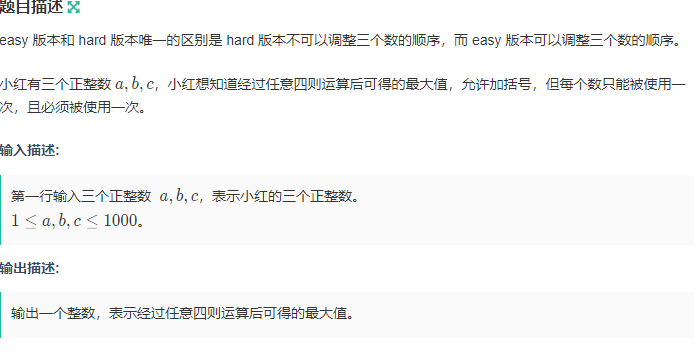 题目描述
easy 版本和 hard 版本唯一的区别是 hard 版本不可以调整三个数的顺序，而 easy 版本可以调整三个数的顺序。
小红有三个正整数 a, b, c，小红想知道经过任意四则运算后可得的最大值，允许加括号，但每个数只能被使用一
次，且必须被使用一次。
输入描述:
第一行输入三个正整数 a, b, c，表示小红的三个正整数。
1 ≤ a, b, c ≤ 1000。
输出描述:
输出一个整数，表示经过任意四则运算后可得的最大值。